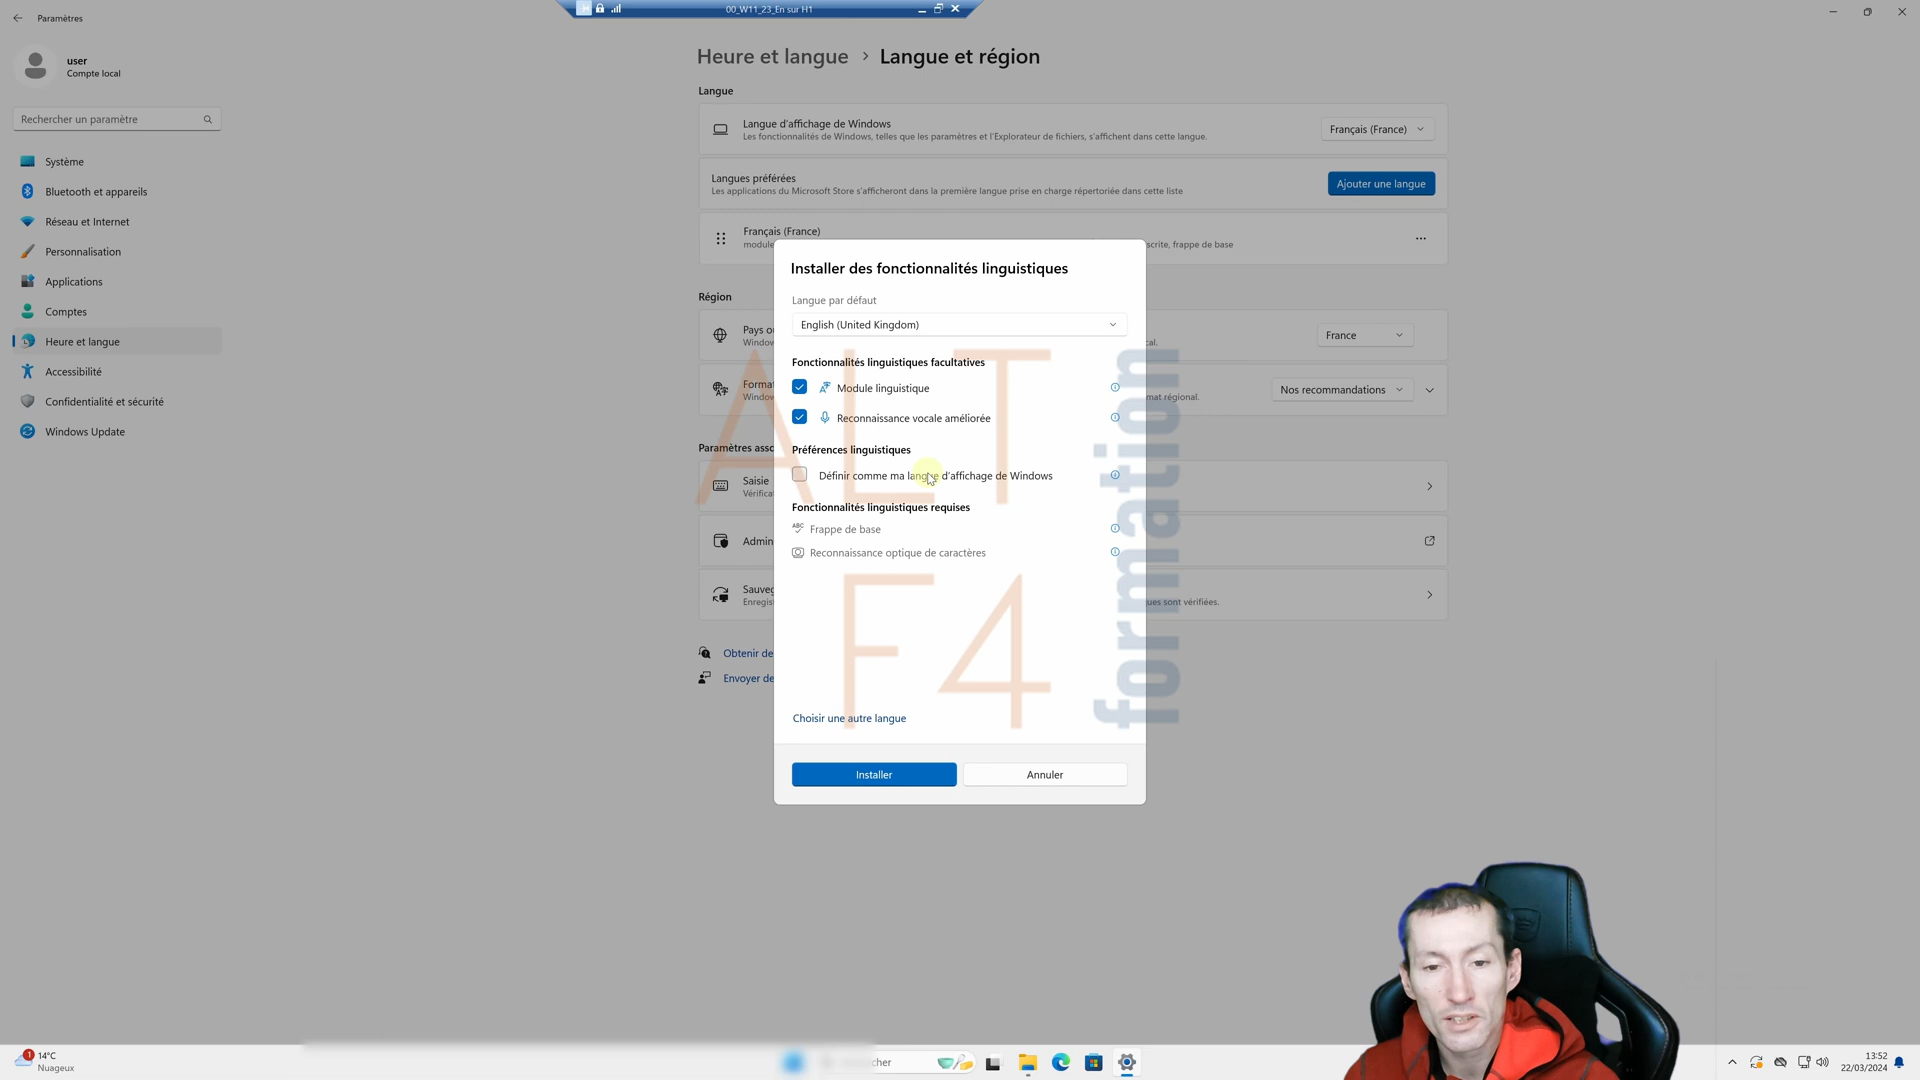 Paramètres
00_W11_23_En sur H1
user
Compte local
Rechercher un paramètre
Système
Bluetooth et appareils
Réseau et Internet
Personnalisation
Applications
Comptes
Heure et langue
Accessibilité
Confidentialité et sécurité
Windows Update
Heure et langue > Langue et région
Langue
Langue d'affichage de Windows
Les fonctionnalités de Windows, telles que les paramètres et l'Explorateur de fichiers, s'affichent dans cette langue.
Français (France)
Langues préférées
Les applications du Microsoft Store s'afficheront dans la première langue prise en charge répertoriée dans cette liste
Ajouter une langue
Français (France)
frappe de base
Région
Pays
France
Nos recommandations
Saisie
Installer des fonctionnalités linguistiques
Langue par défaut
English (United Kingdom)
Fonctionnalités linguistiques facultatives
Module linguistique
Reconnaissance vocale améliorée
Préférences linguistiques
Définir comme ma langue d'affichage de Windows
Fonctionnalités linguistiques requises
ABC Frappe de base
Reconnaissance optique de caractères
Choisir une autre langue
Installer
Annuler
sont vérifiées.
Obtenir de
Envoyer de
ALT
F4
formation
1
14°C
Nuageux
13:52
22/03/2024